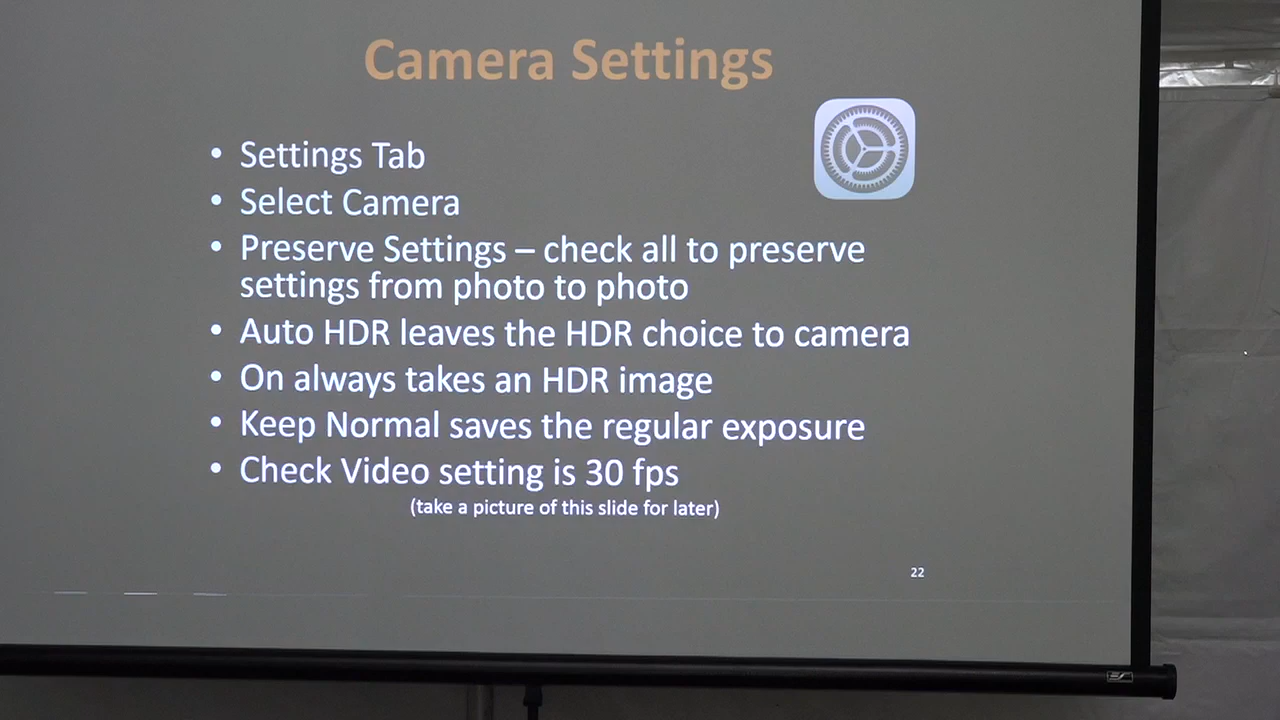 Camera Settings
• Settings Tab
• Select Camera
• Preserve Settings – check all to preserve
settings from photo to photo
• Auto HDR leaves the HDR choice to camera
• On always takes an HDR image
• Keep Normal saves the regular exposure
• Check Video setting is 30 fps
(take a picture of this slide for later)
22